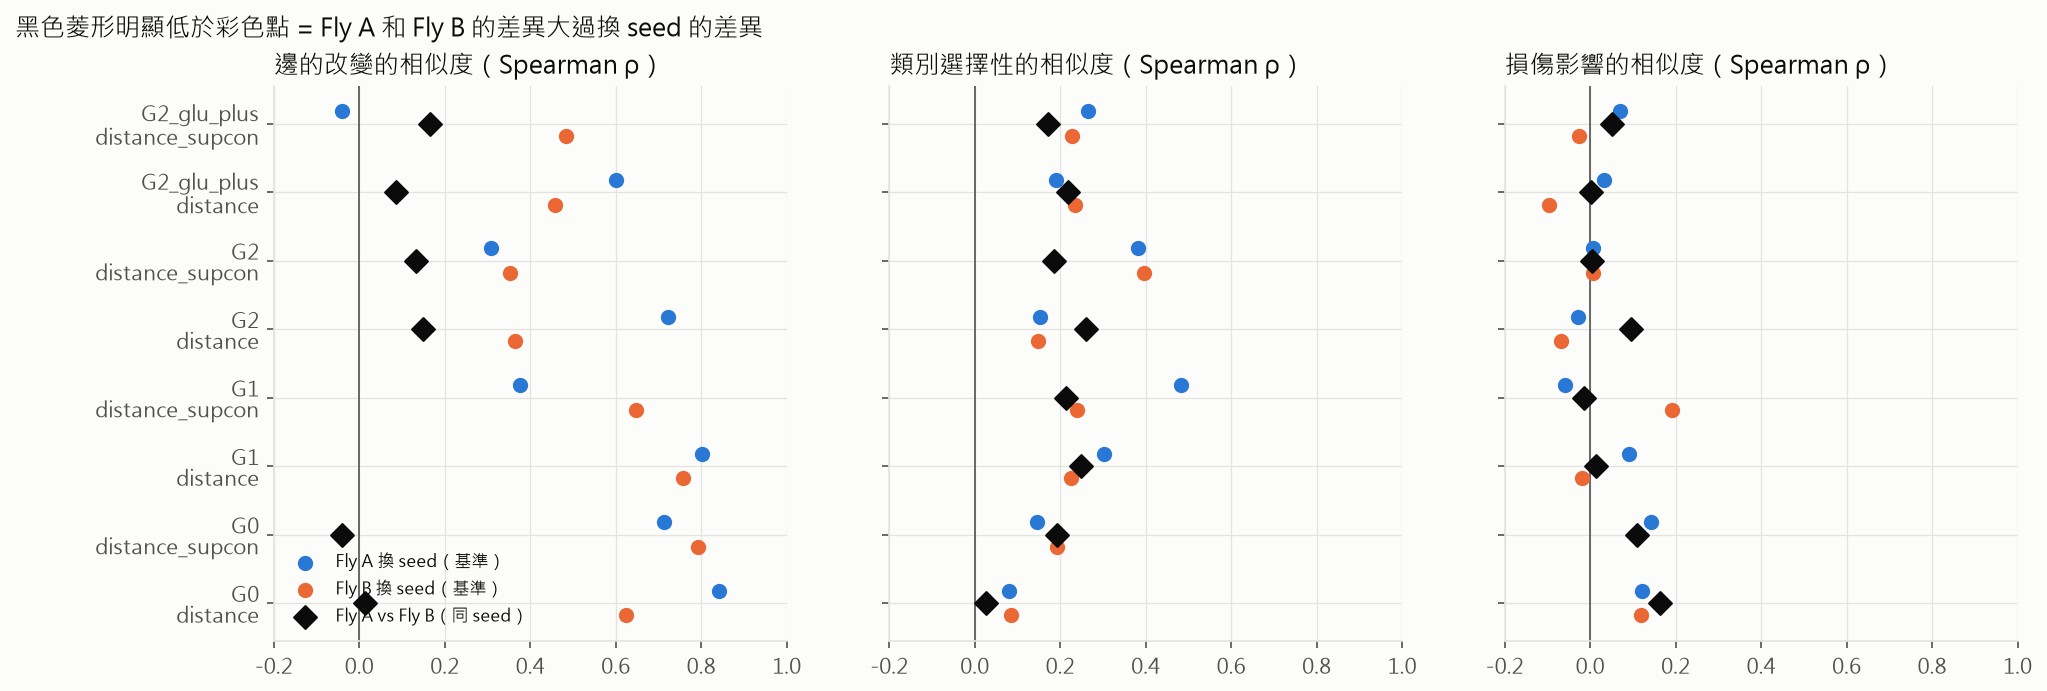 黑色菱形明顯低於彩色點 = Fly A 和 Fly B 的差異大過換 seed 的差異
邊的改變的相似度（Spearman ρ）
類別選擇性的相似度（Spearman ρ）
損傷影響的相似度（Spearman ρ）
G2_glu_plus
distance_supcon
G2_glu_plus
distance
G2
distance_supcon
G2
distance
G1
distance_supcon
G1
distance
G0
distance_supcon
G0
distance
Fly A 換 seed（基準）
Fly B 換 seed（基準）
Fly A vs Fly B（同 seed）
-0.2 0.0 0.2 0.4 0.6 0.8 1.0
-0.2 0.0 0.2 0.4 0.6 0.8 1.0
-0.2 0.0 0.2 0.4 0.6 0.8 1.0